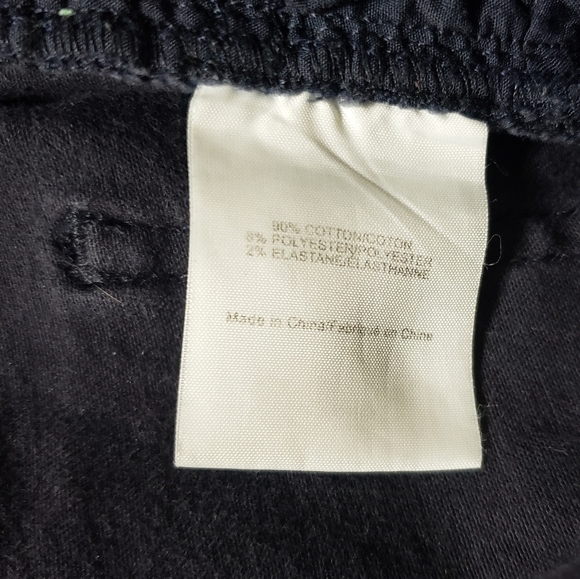 90% COTTON/COTON
8% POLYESTER/POLYESTER
2% ELASTANE/ELASTHANNE
Made in China/Fabriqué en Chine